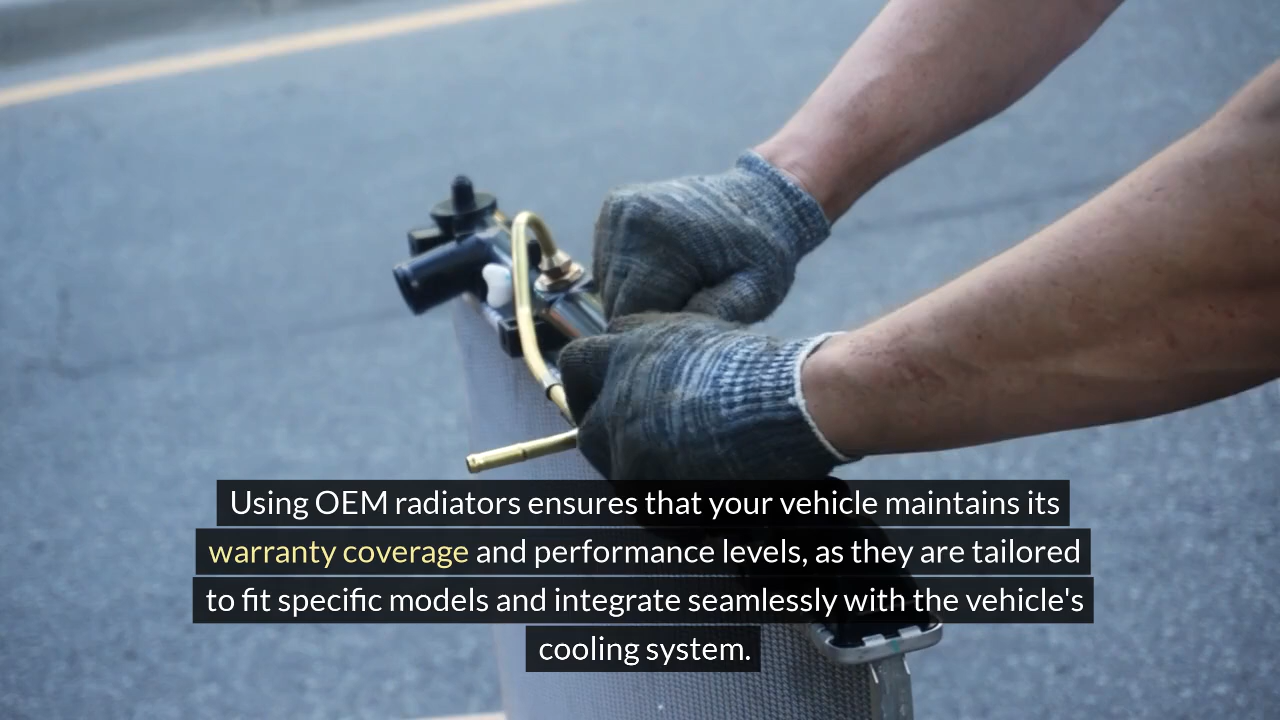 Using OEM radiators ensures that your vehicle maintains its
warranty coverage and performance levels, as they are tailored
to fit specific models and integrate seamlessly with the vehicle's
cooling system.